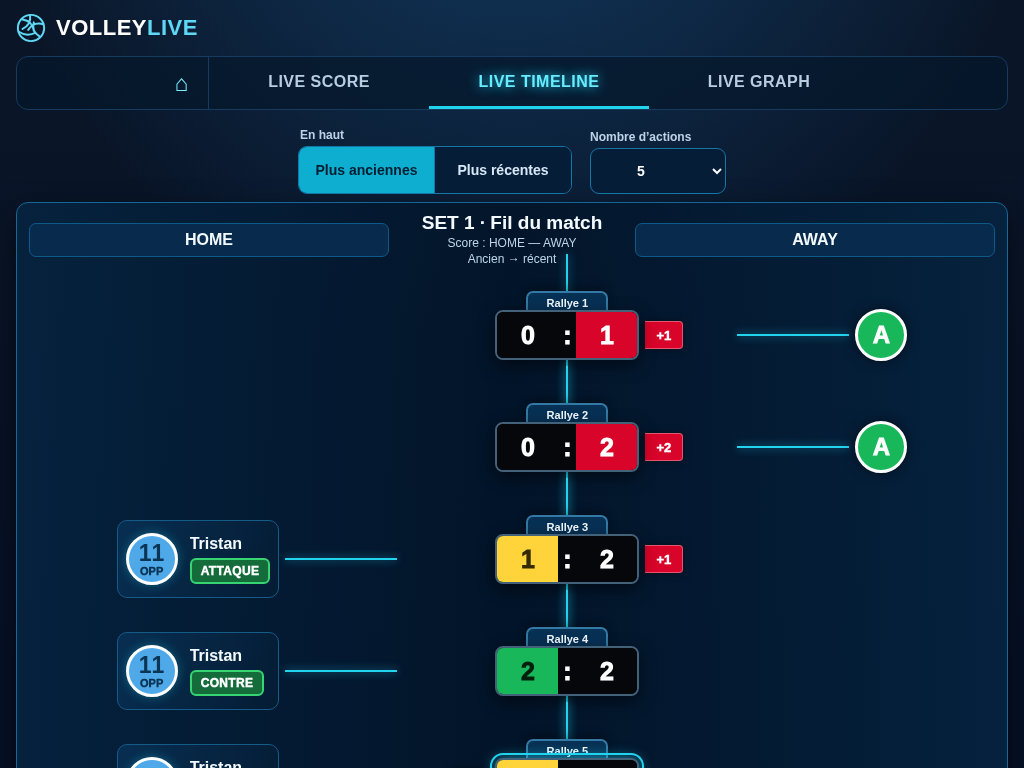 VOLLEYLIVE
LIVE SCORE
LIVE TIMELINE
LIVE GRAPH
En haut
Nombre d’actions
Plus anciennes
Plus récentes
5
HOME
SET 1 · Fil du match
AWAY
Score : HOME — AWAY
Ancien → récent
Rallye 1
0 : 1
+1
A
Rallye 2
0 : 2
+2
A
Rallye 3
11
OPP
Tristan
ATTAQUE
1 : 2
+1
Rallye 4
11
OPP
Tristan
CONTRE
2 : 2
Rallye 5
Tristan